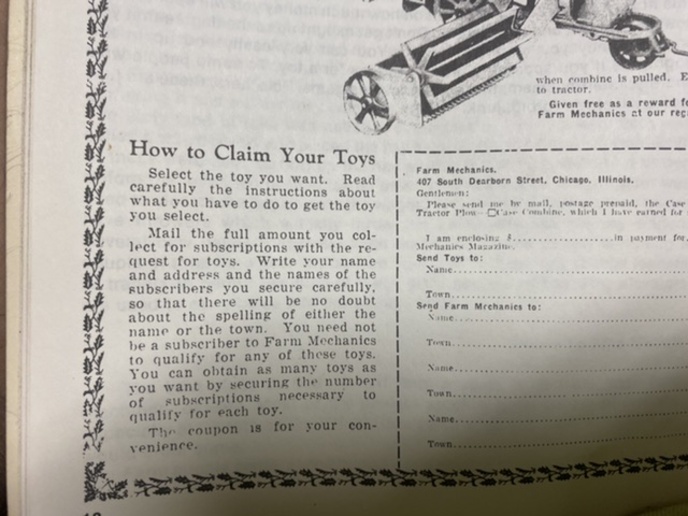 when combine is pulled. E
to tractor.
Given free as a reward f
Farm Mechanics at our reg
How to Claim Your Toys
Select the toy you want. Read
carefully the instructions about
what you have to do to get the toy
you select.
Mail the full amount you col-
lect for subscriptions with the re-
quest for toys. Write your name
and address and the names of the
subscribers you secure carefully,
so that there will be no doubt
about the spelling of either the
name or the town. You need not
be a subscriber to Farm Mechanics
to qualify for any of these toys.
You can obtain as many toys as
you want by securing the number
of subscriptions necessary to
qualify for each toy.
The coupon is for your con-
venience.
Farm Mechanics,
407 South Dearborn Street, Chicago, Illinois.
Gentlemen:
Please send me by mail, postage prepaid, the Case
Tractor Plow—☐Case Combine, which I have earned for
I am enclosing $..........................in payment for
Mechanics Magazine.
Send Toys to:
Name
Town
Send Farm Mechanics to:
Name
Town
Name
Town
Name
Town